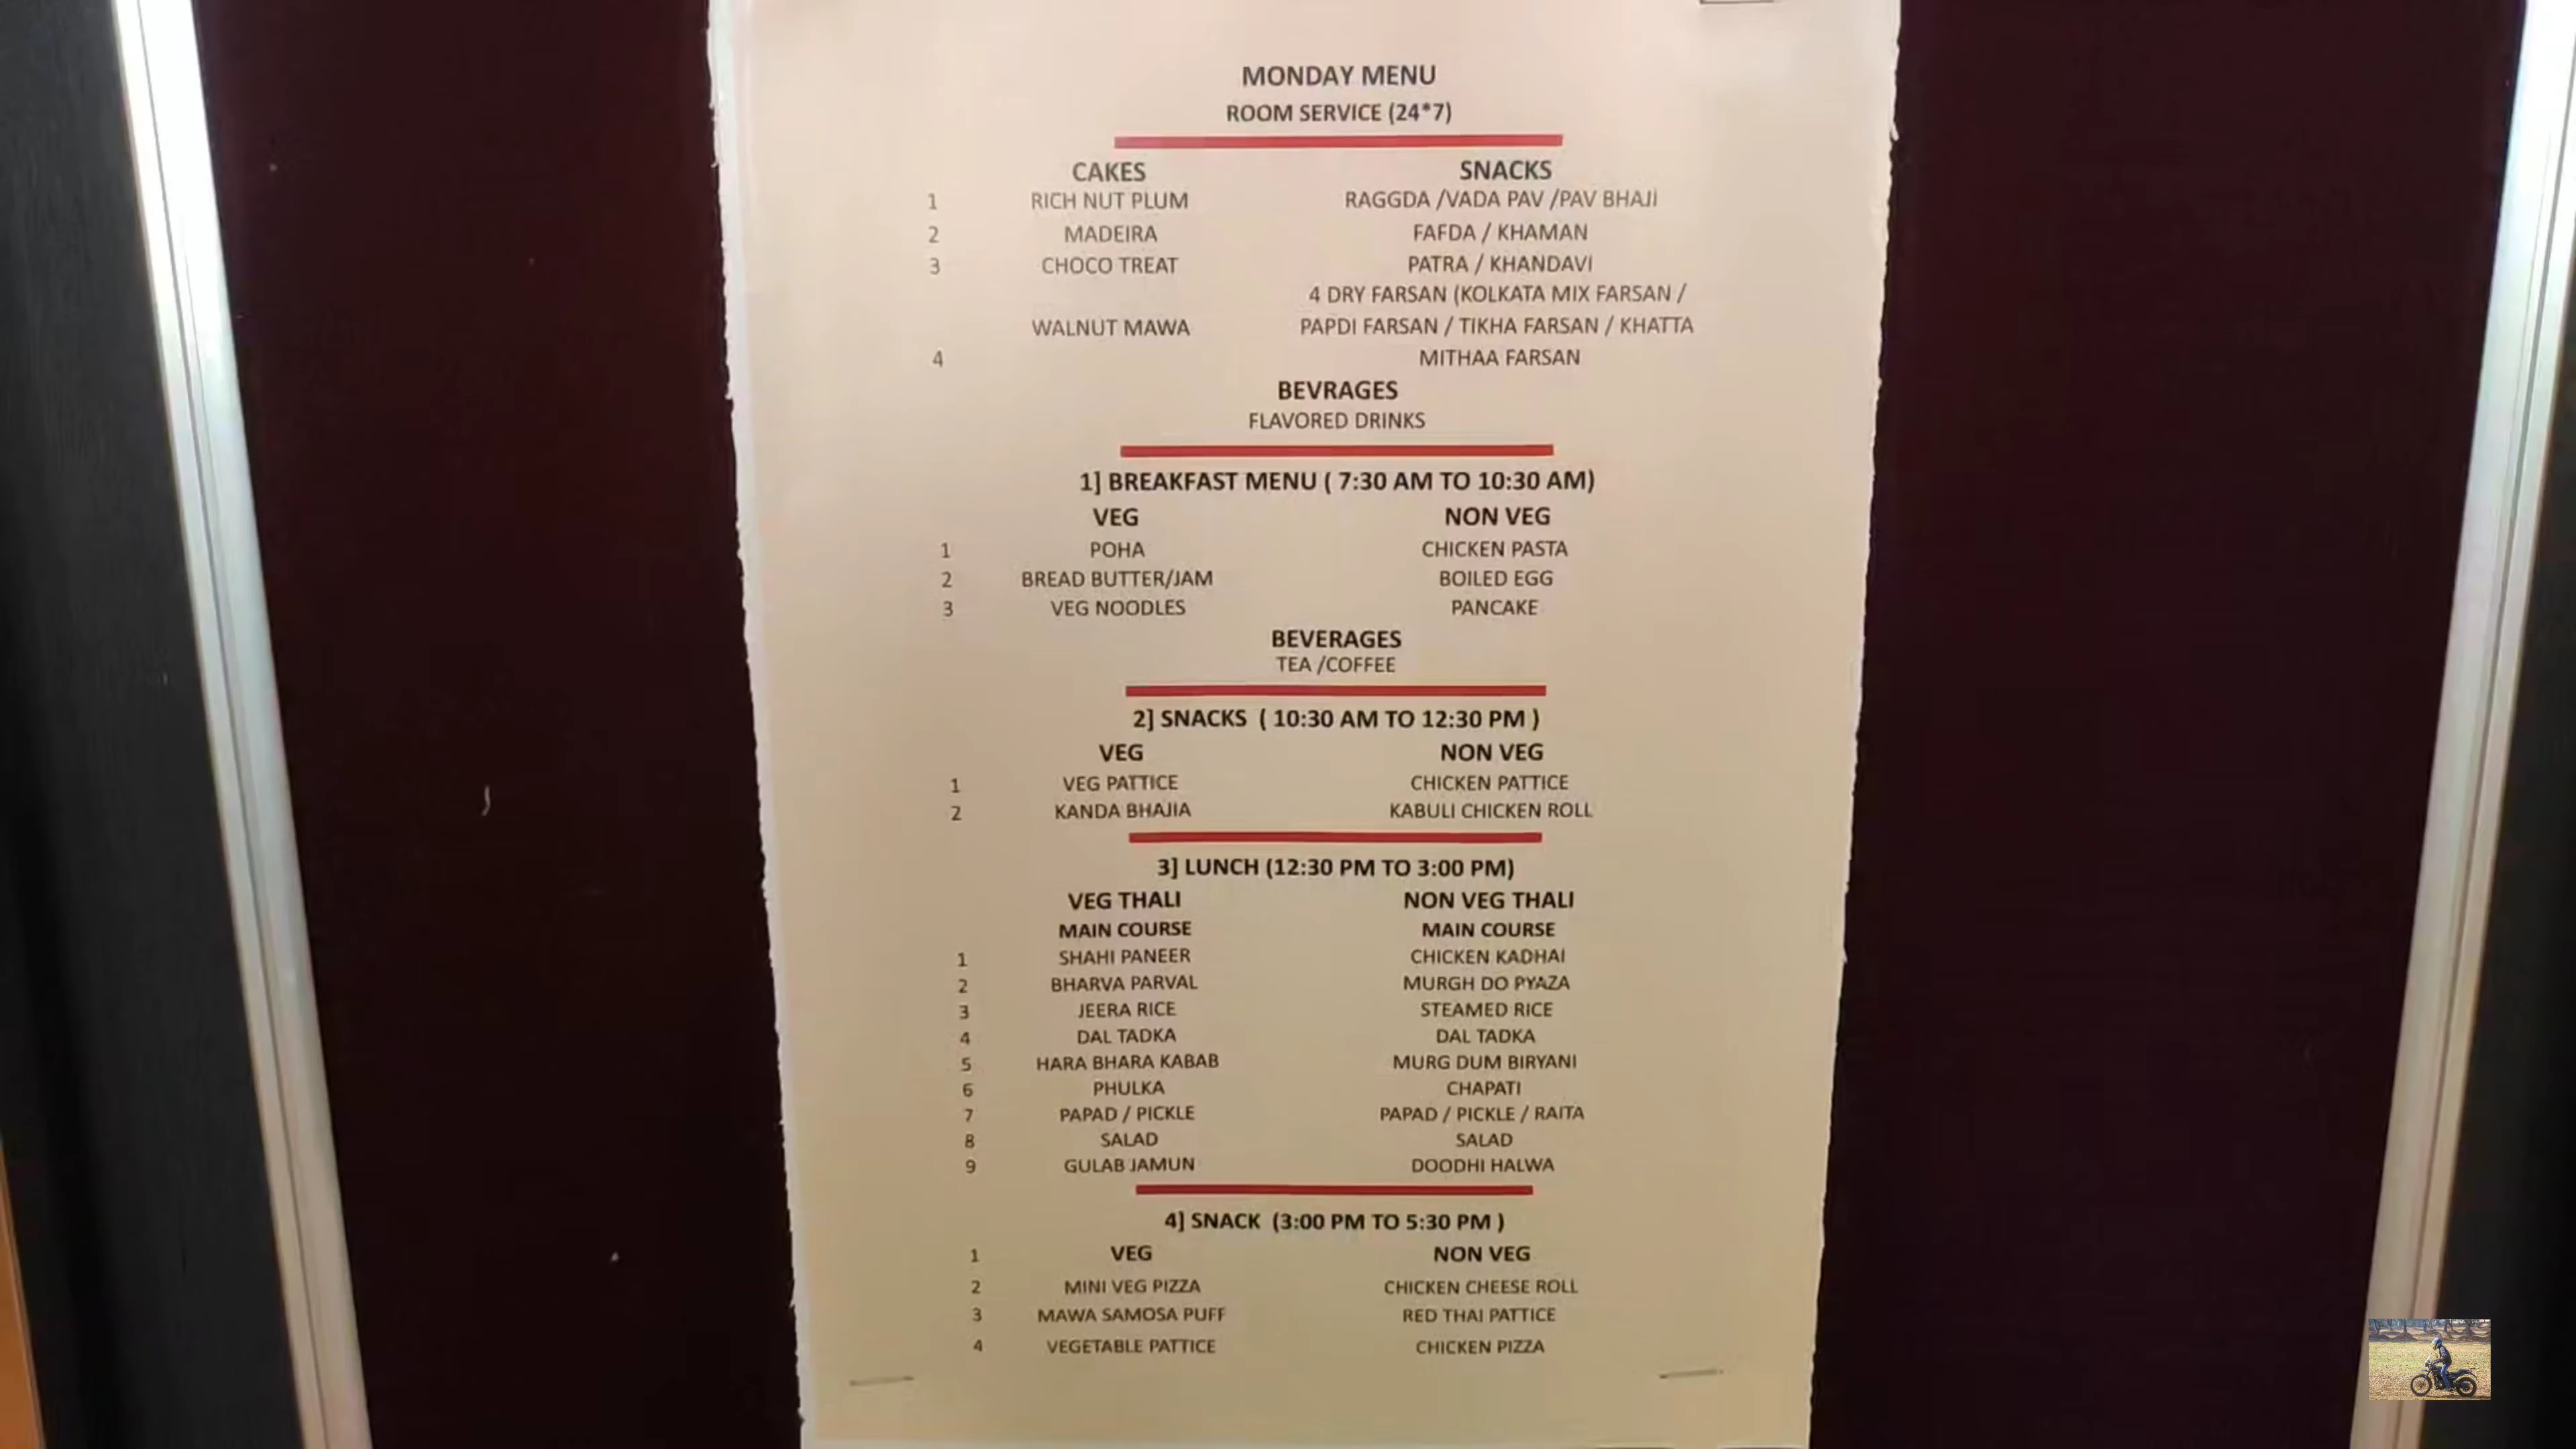 MONDAY MENU
ROOM SERVICE (24*7)
CAKES SNACKS
1 RICH NUT PLUM RAGGDA /VADA PAV /PAV BHAJI
2 MADEIRA FAFDA / KHAMAN
3 CHOCO TREAT PATRA / KHANDAVI
4 DRY FARSAN (KOLKATA MIX FARSAN /
WALNUT MAWA PAPDI FARSAN / TIKHA FARSAN / KHATTA
4 MITHAA FARSAN
BEVRAGES
FLAVORED DRINKS
1] BREAKFAST MENU ( 7:30 AM TO 10:30 AM)
VEG NON VEG
1 POHA CHICKEN PASTA
2 BREAD BUTTER/JAM BOILED EGG
3 VEG NOODLES PANCAKE
BEVERAGES
TEA /COFFEE
2] SNACKS ( 10:30 AM TO 12:30 PM )
VEG NON VEG
1 VEG PATTICE CHICKEN PATTICE
2 KANDA BHAJIA KABULI CHICKEN ROLL
3] LUNCH (12:30 PM TO 3:00 PM)
VEG THALI NON VEG THALI
MAIN COURSE MAIN COURSE
1 SHAHI PANEER CHICKEN KADHAI
2 BHARVA PARVAL MURGH DO PYAZA
3 JEERA RICE STEAMED RICE
4 DAL TADKA DAL TADKA
5 HARA BHARA KABAB MURG DUM BIRYANI
6 PHULKA CHAPATI
7 PAPAD / PICKLE PAPAD / PICKLE / RAITA
8 SALAD SALAD
9 GULAB JAMUN DOODHI HALWA
4] SNACK (3:00 PM TO 5:30 PM )
1 VEG NON VEG
2 MINI VEG PIZZA CHICKEN CHEESE ROLL
3 MAWA SAMOSA PUFF RED THAI PATTICE
4 VEGETABLE PATTICE CHICKEN PIZZA